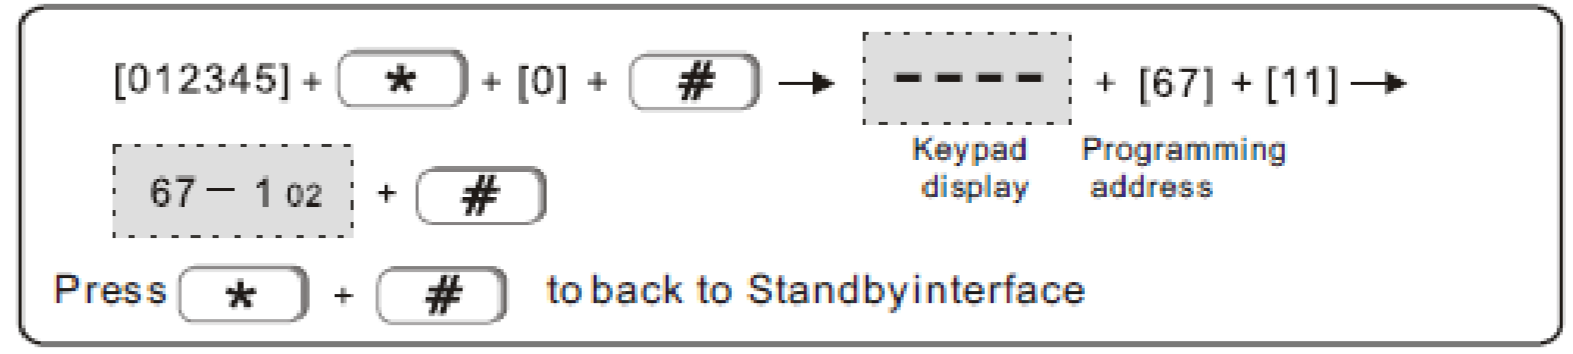 [012345] + * + [0] + # → ---- + [67] + [11] →
Keypad display Programming address
67 — 1 02 + #
Press * + # to back to Standbyinterface